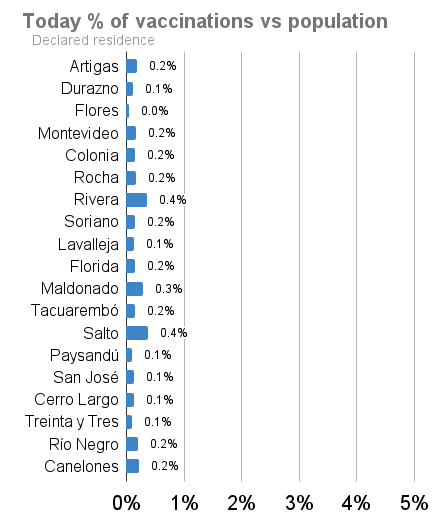 Today % of vaccinations vs population
Declared residence
Artigas 0.2%
Durazno 0.1%
Flores 0.0%
Montevideo 0.2%
Colonia 0.2%
Rocha 0.2%
Rivera 0.4%
Soriano 0.2%
Lavalleja 0.1%
Florida 0.2%
Maldonado 0.3%
Tacuarembó 0.2%
Salto 0.4%
Paysandú 0.1%
San José 0.1%
Cerro Largo 0.1%
Treinta y Tres 0.1%
Río Negro 0.2%
Canelones 0.2%
0% 1% 2% 3% 4% 5%